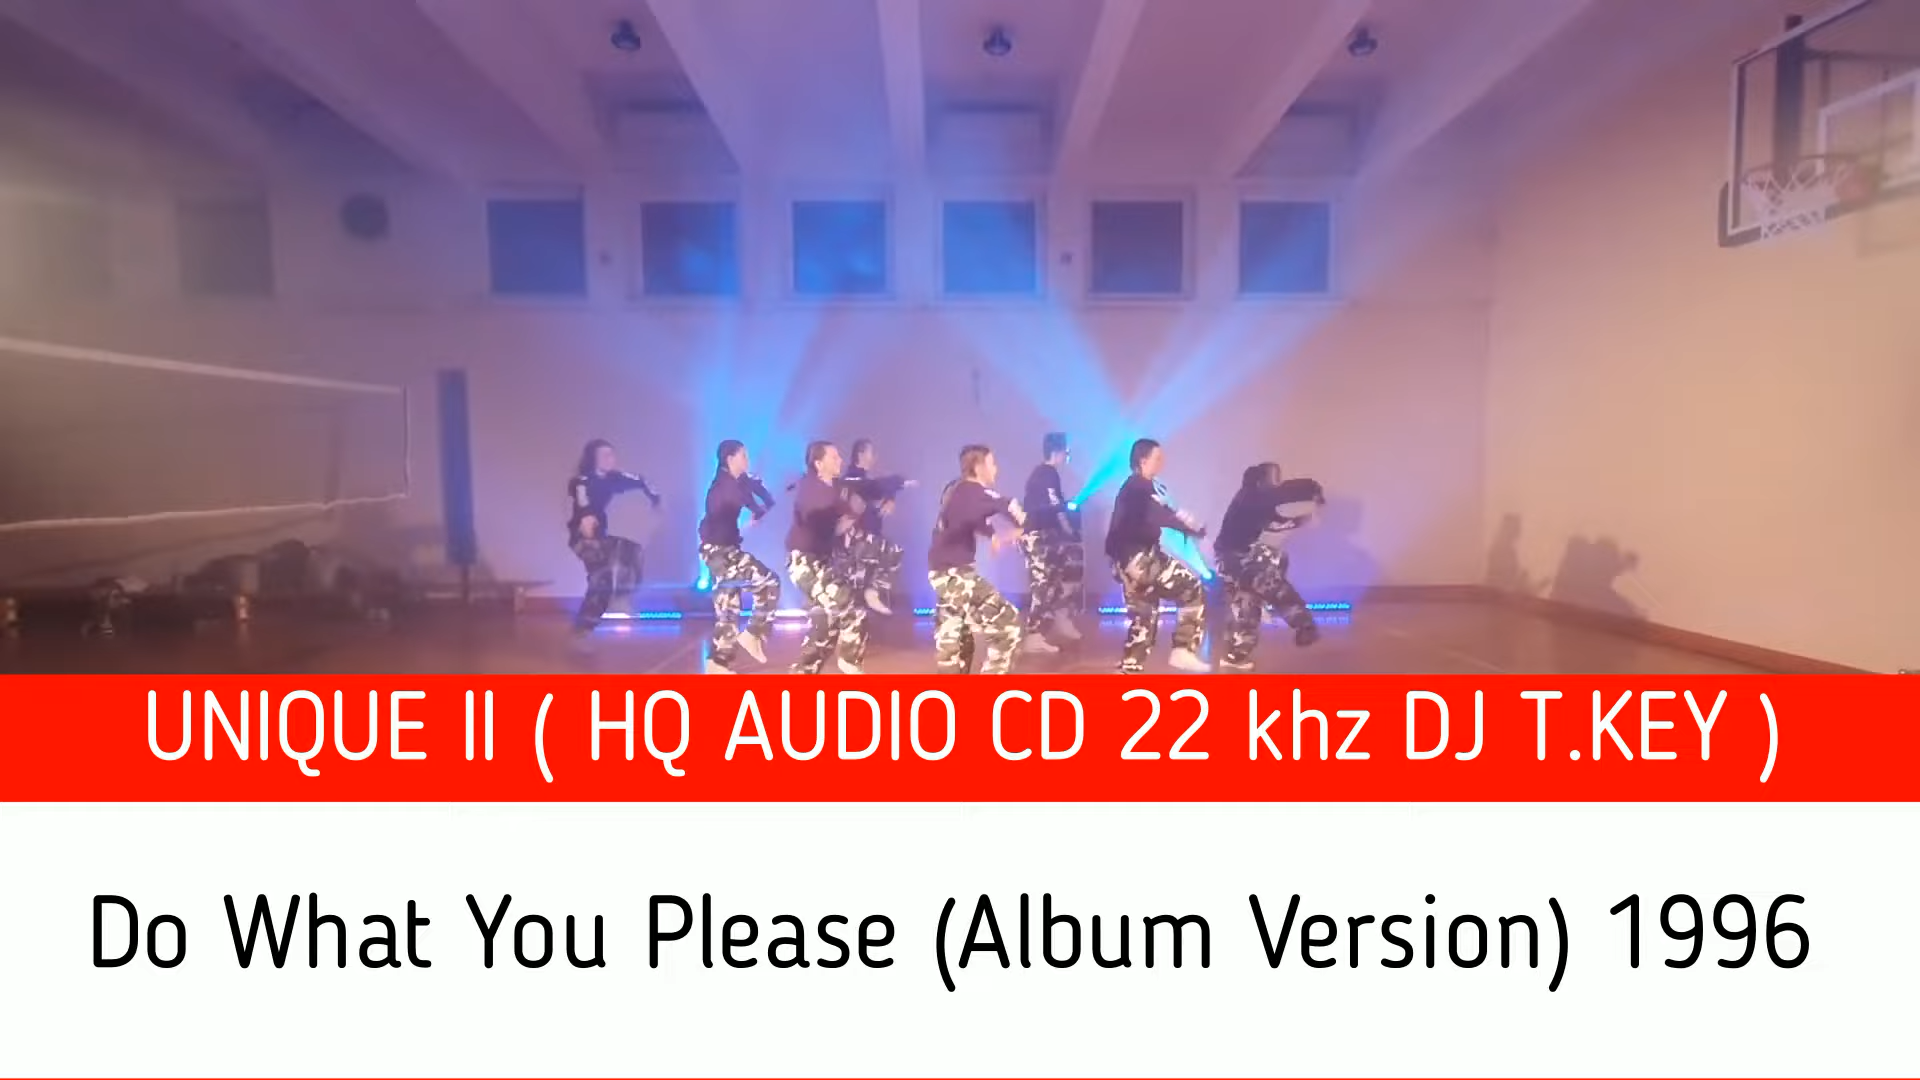 UNIQUE II ( HQ AUDIO CD 22 khz DJ T.KEY )
Do What You Please (Album Version) 1996